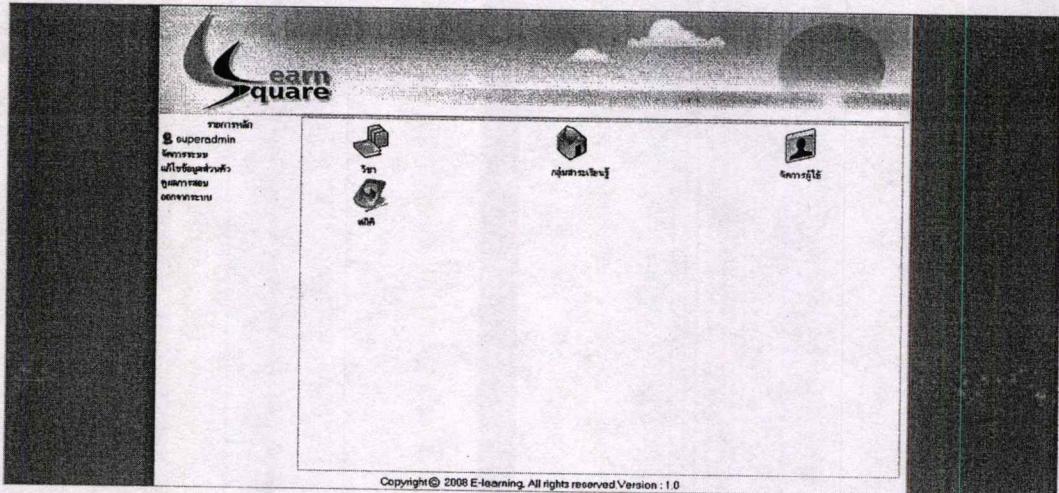 earn
quare
รายการหลัก
superadmin
จัดการระบบ
แก้ไขข้อมูลส่วนตัว
ดูผลการสอบ
ออกจากระบบ
วิชา
กลุ่มสาระเรียนรู้
จัดการผู้ใช้
สถิติ
Copyright© 2008 E-learning. All rights reserved.Version : 1.0